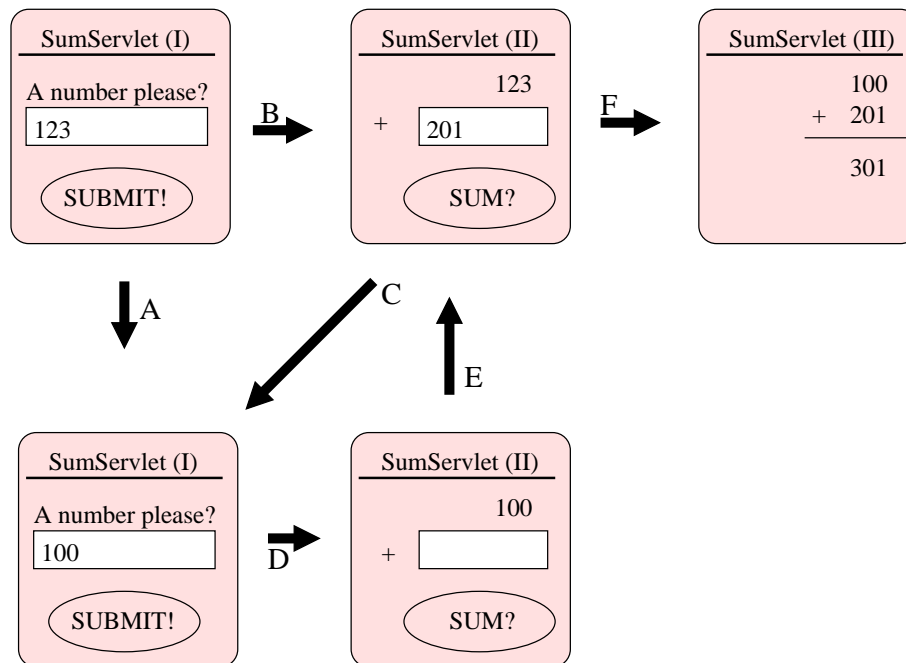 SumServlet (I)
A number please?
123
SUBMIT!
B
SumServlet (II)
123
+ 201
SUM?
F
SumServlet (III)
100
+ 201
301
A
C
E
SumServlet (I)
A number please?
100
SUBMIT!
D
SumServlet (II)
100
+
SUM?